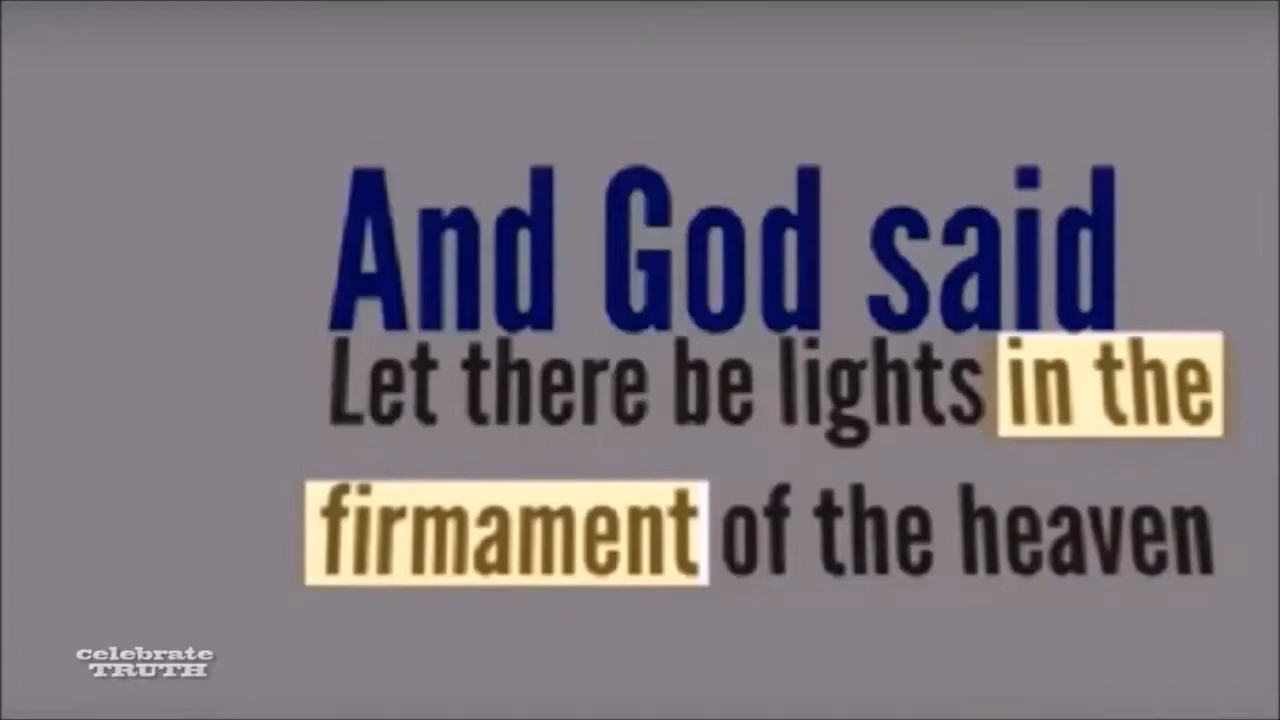 And God said
Let there be lights in the
firmament of the heaven
celebrate
TRUTH